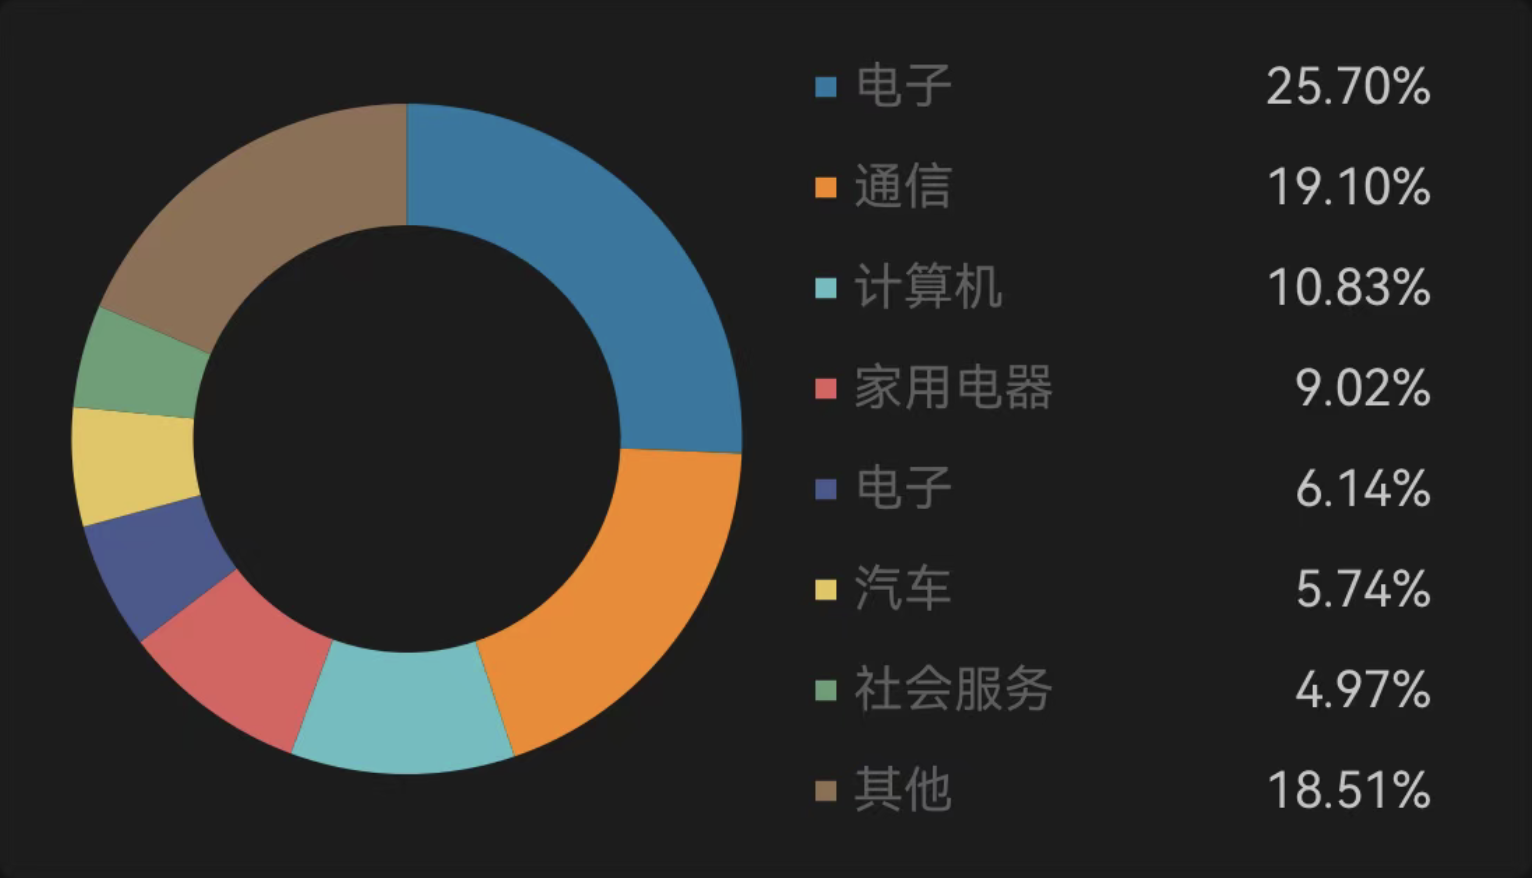 电子 25.70%
通信 19.10%
计算机 10.83%
家用电器 9.02%
电子 6.14%
汽车 5.74%
社会服务 4.97%
其他 18.51%